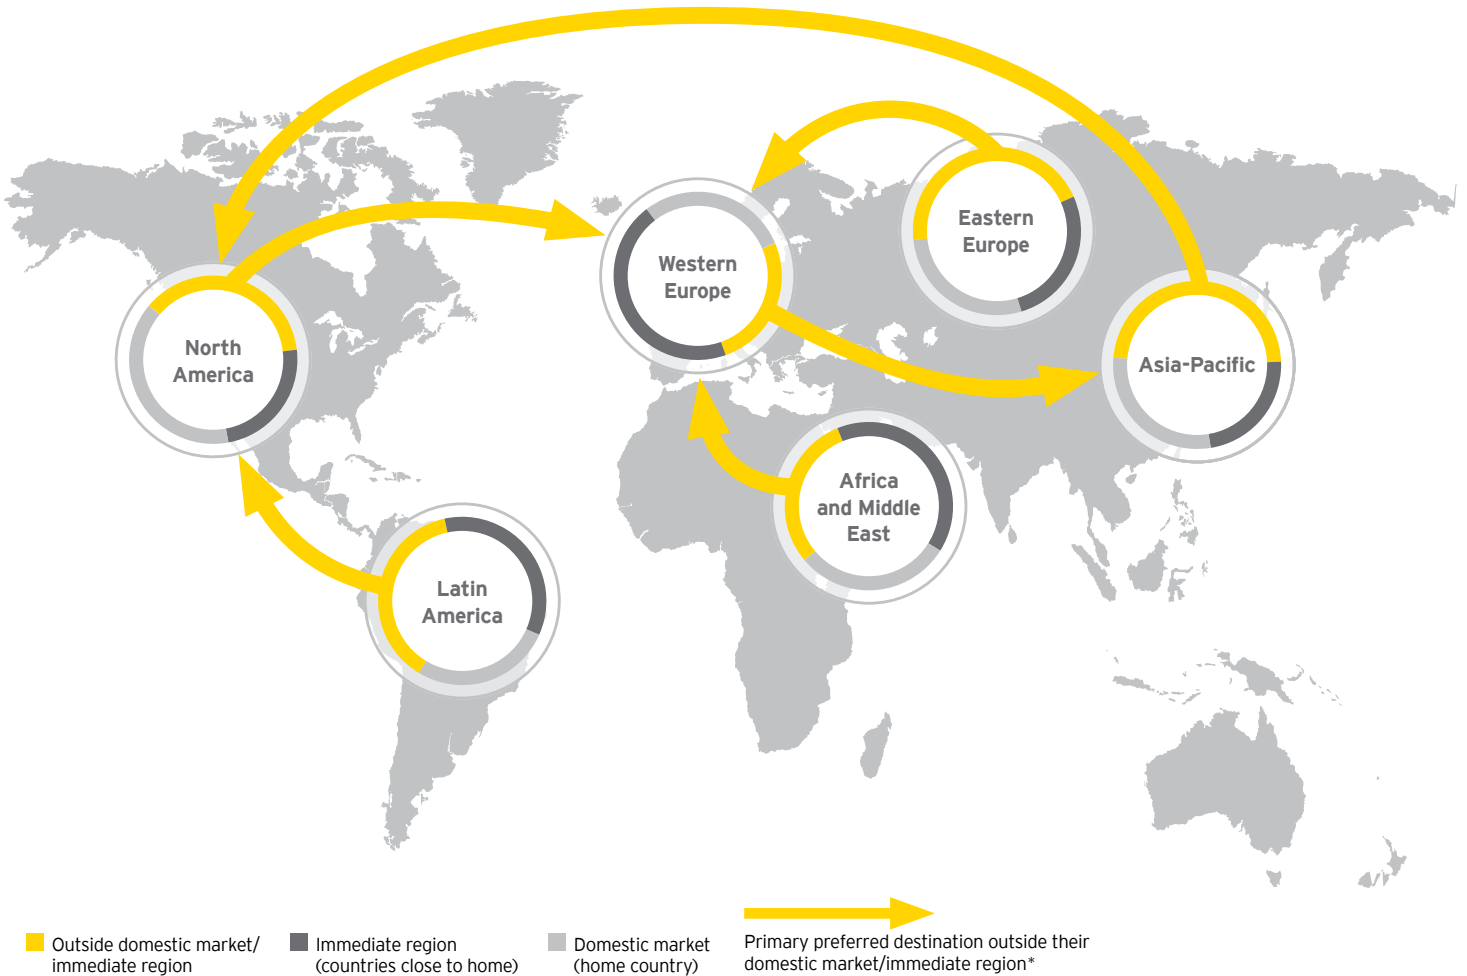 Eastern
Europe
Western
Europe
North
America
Asia-Pacific
Africa
and Middle
East
Latin
America
Outside domestic market/
immediate region
Immediate region
(countries close to home)
Domestic market
(home country)
Primary preferred destination outside their
domestic market/immediate region*